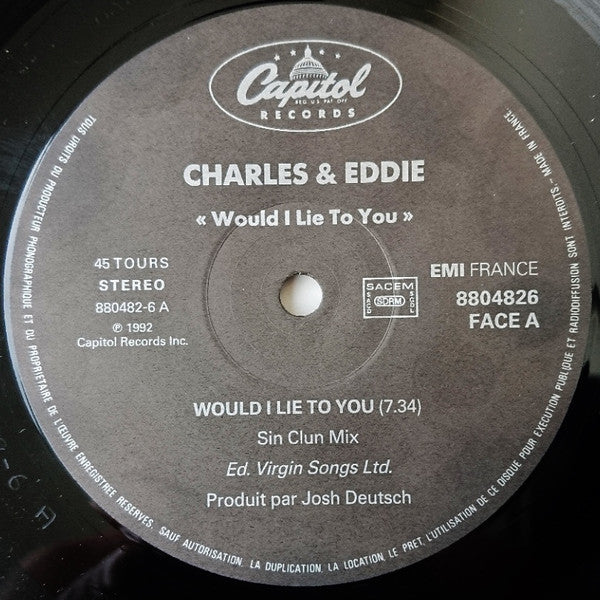 Capitol
REG. U.S. PAT. OFF.
RECORDS
CHARLES & EDDIE
« Would I Lie To You »
45 TOURS
STEREO
880482-6 A
℗ 1992
Capitol Records Inc.
SACEM
SACD
SDRM
SGDL
EMI FRANCE
8804826
FACE A
WOULD I LIE TO YOU (7.34)
Sin Clun Mix
Ed. Virgin Songs Ltd.
Produit par Josh Deutsch
TOUS DROITS DU PRODUCTEUR PHONOGRAPHIQUE ET DU PROPRIETAIRE DE L'ŒUVRE ENREGISTREE RESERVES. SAUF AUTORISATION, LA DUPLICATION, LA LOCATION, LE PRET, L'UTILISATION DE CE DISQUE POUR EXECUTION PUBLIQUE ET RADIODIFFUSION SONT INTERDITS – MADE IN FRANCE.